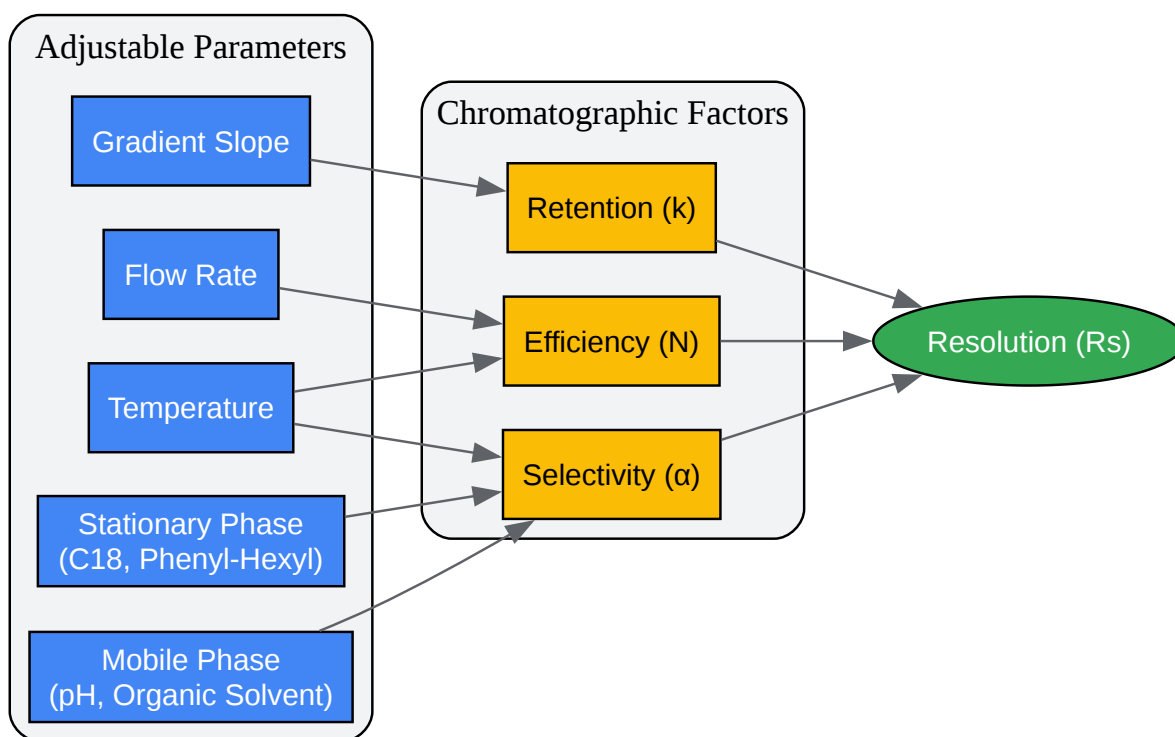 Adjustable Parameters
Gradient Slope
Flow Rate
Temperature
Stationary Phase
(C18, Phenyl-Hexyl)
Mobile Phase
(pH, Organic Solvent)
Chromatographic Factors
Retention (k)
Efficiency (N)
Selectivity (α)
Resolution (Rs)